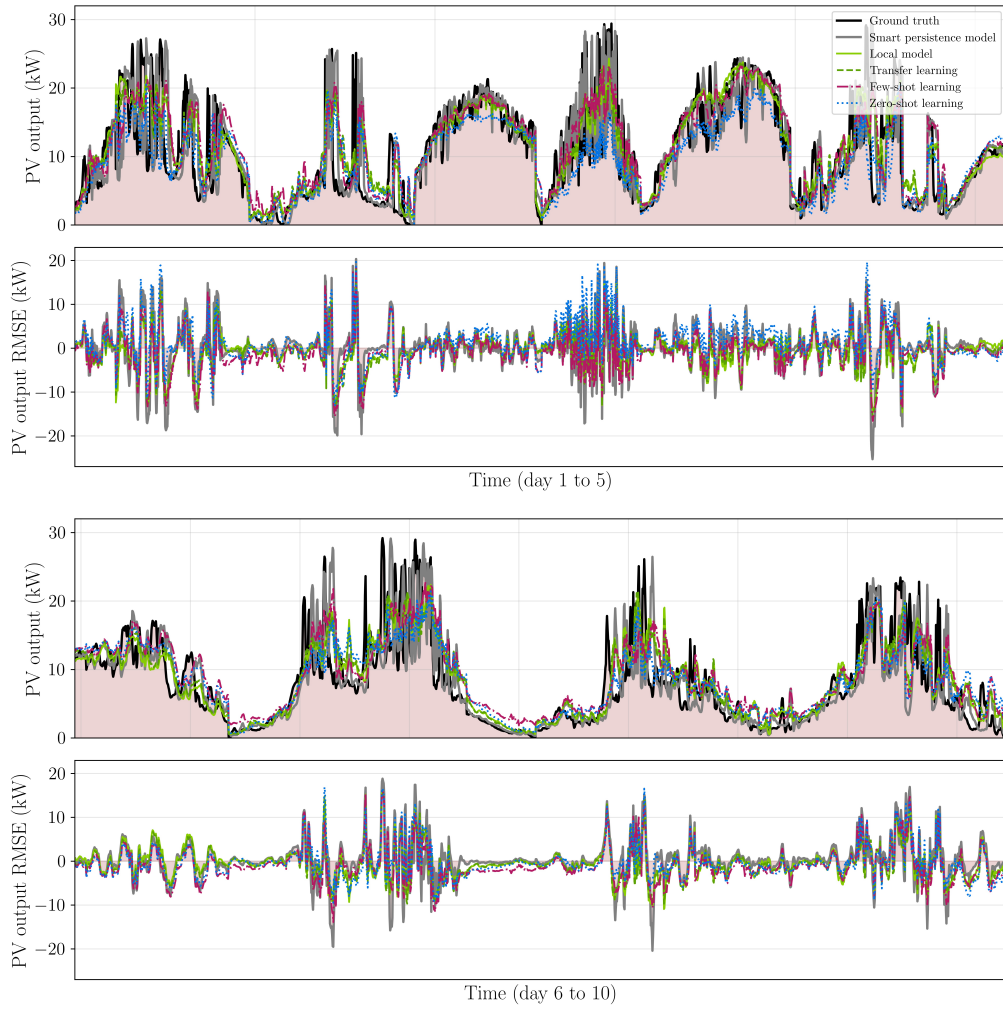 30
20
10
0
PV output (kW)
Ground truth
Smart persistence model
Local model
Transfer learning
Few-shot learning
Zero-shot learning
20
10
0
−10
−20
PV output RMSE (kW)
Time (day 1 to 5)
30
20
10
0
PV output (kW)
20
10
0
−10
−20
PV output RMSE (kW)
Time (day 6 to 10)